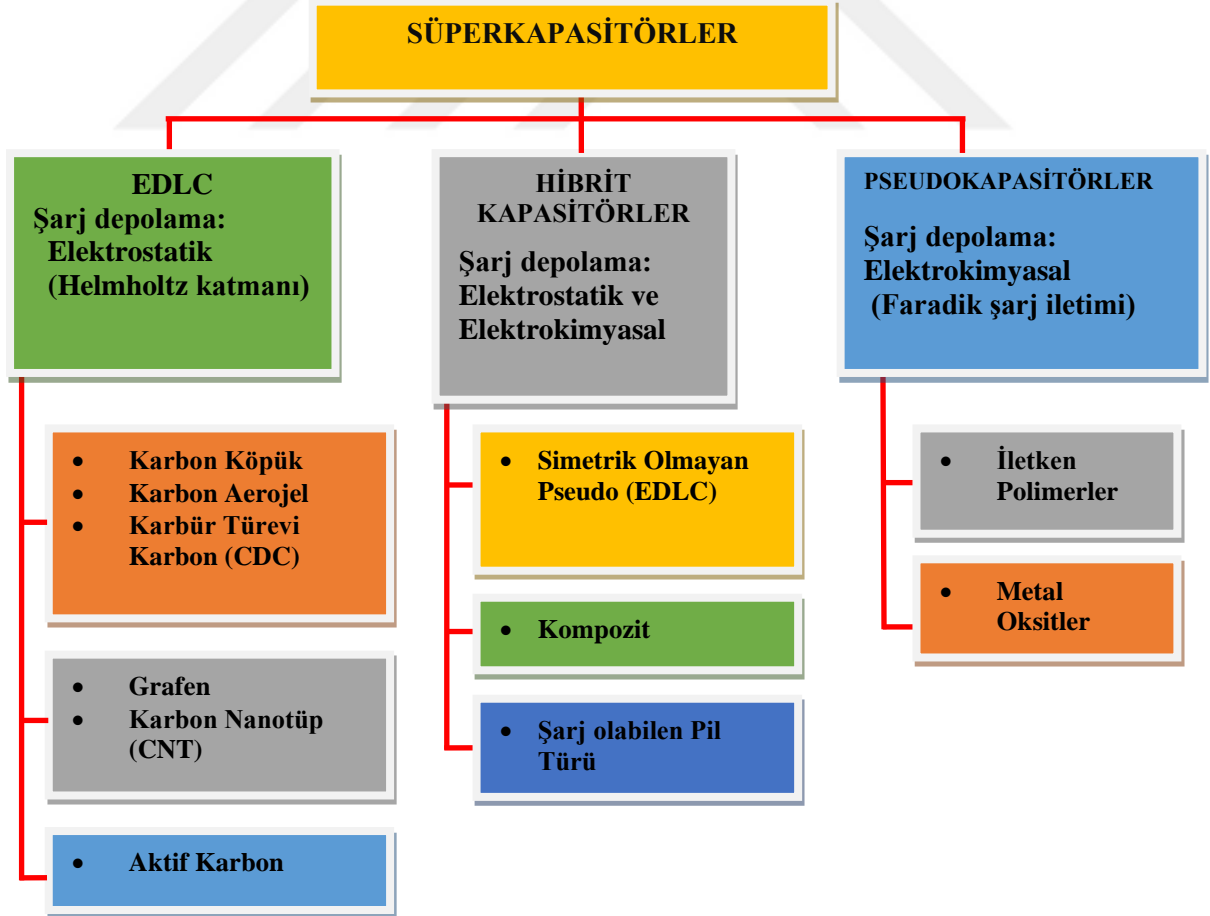 SÜPERKAPASİTÖRLER
EDLC
Şarj depolama:
Elektrostatik
(Helmholtz katmanı)
• Karbon Köpük
• Karbon Aerojel
• Karbür Türevi
Karbon (CDC)
• Grafen
• Karbon Nanotüp
(CNT)
• Aktif Karbon
HİBRİT
KAPASİTÖRLER
Şarj depolama:
Elektrostatik ve
Elektrokimyasal
• Simetrik Olmayan
Pseudo (EDLC)
• Kompozit
• Şarj olabilen Pil
Türü
PSEUDOKAPASİTÖRLER
Şarj depolama:
Elektrokimyasal
(Faradik şarj iletimi)
• İletken
Polimerler
• Metal
Oksitler